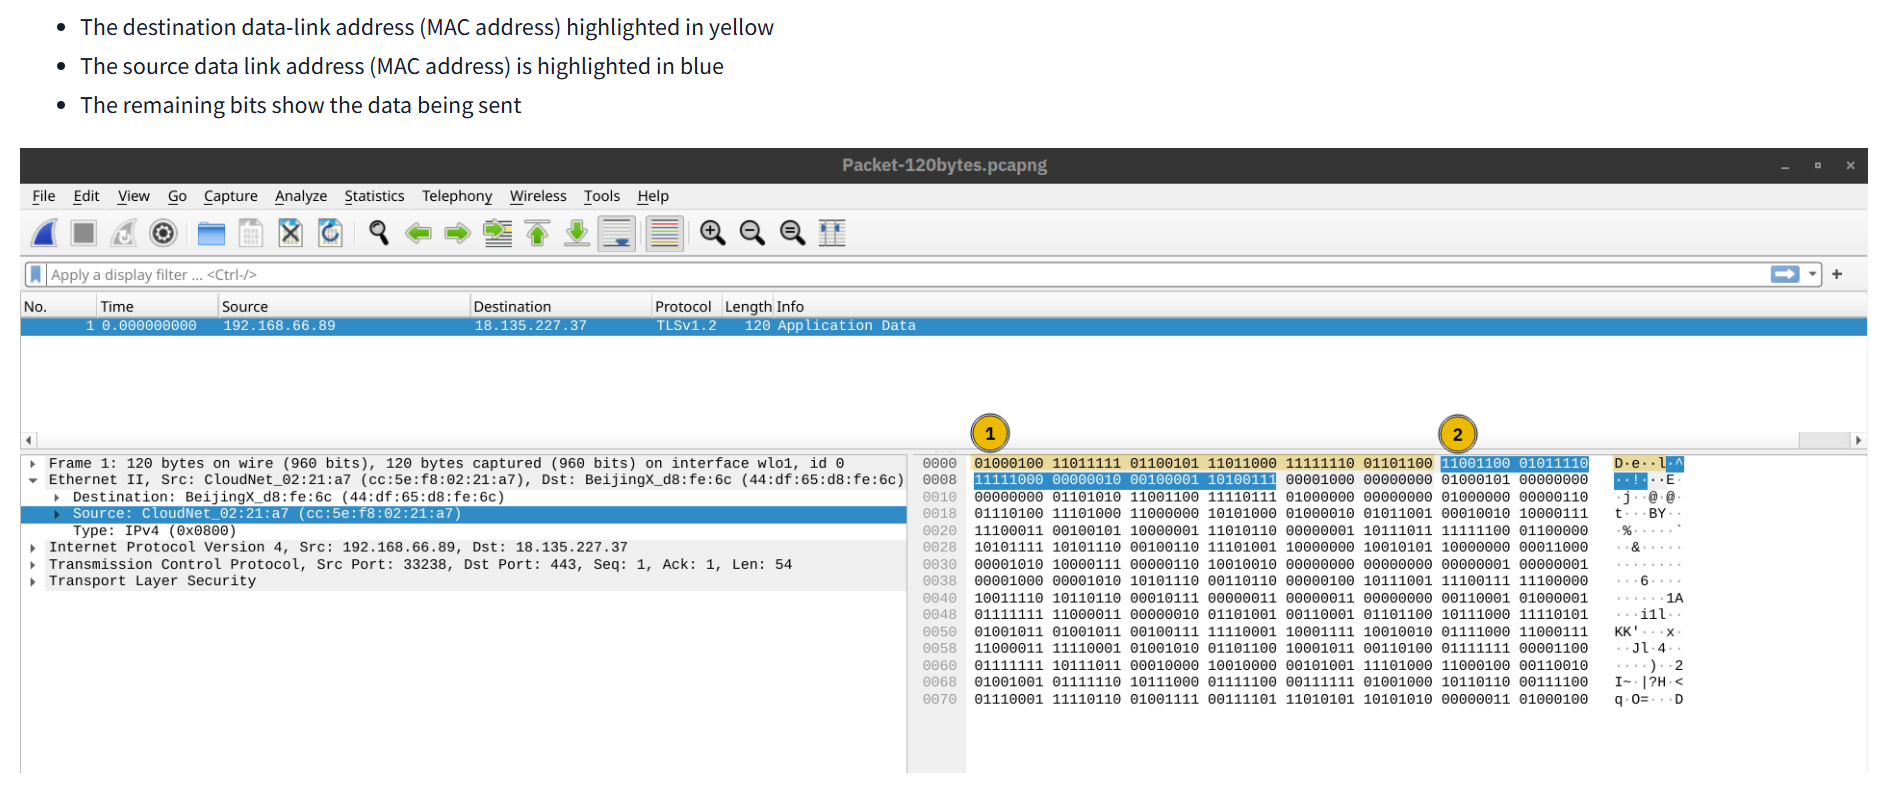 The destination data-link address (MAC address) highlighted in yellow
The source data link address (MAC address) is highlighted in blue
The remaining bits show the data being sent
Packet-120bytes.pcapng
File Edit View Go Capture Analyze Statistics Telephony Wireless Tools Help
Apply a display filter ... <Ctrl-/>
No. Time Source Destination Protocol Length Info
1 0.000000000 192.168.66.89 18.135.227.37 TLSv1.2 120 Application Data
1 2
Frame 1: 120 bytes on wire (960 bits), 120 bytes captured (960 bits) on interface wlo1, id 0
Ethernet II, Src: CloudNet_02:21:a7 (cc:5e:f8:02:21:a7), Dst: BeijingX_d8:fe:6c (44:df:65:d8:fe:6c)
Destination: BeijingX_d8:fe:6c (44:df:65:d8:fe:6c)
Source: CloudNet_02:21:a7 (cc:5e:f8:02:21:a7)
Type: IPv4 (0x0800)
Internet Protocol Version 4, Src: 192.168.66.89, Dst: 18.135.227.37
Transmission Control Protocol, Src Port: 33238, Dst Port: 443, Seq: 1, Ack: 1, Len: 54
Transport Layer Security
0000 01000100 11011111 01100101 11011000 11111110 01101100 11001100 01011110 D·e··l·^
0008 11111000 00000010 00100001 10100111 00001000 00000000 01000101 00000000 ··!···E·
0010 00000000 01101010 11001100 11110111 01000000 00000000 01000000 00000110 ·j··@·@·
0018 01110100 11101000 11000000 10101000 01000010 01011001 00010010 10000111 t···BY··
0020 11100011 00100101 10000001 11010110 00000001 10111011 11111100 01100000 ·%·····`
0028 10101111 10101110 00100110 11101001 10000000 10010101 10000000 00011000 ··&·····
0030 00001010 10000111 00000110 10010010 00000000 00000000 00000001 00000001 ········
0038 00001000 00001010 10101110 00110110 00000100 10111001 11100111 11100000 ···6····
0040 10011110 10110110 00010111 00000011 00000011 00000000 00110001 01000001 ······1A
0048 01111111 11000011 00000010 01101001 00110001 01101100 10111000 11110101 ···i1l··
0050 01001011 01001011 00100111 11110001 10001111 10010010 01111000 11000111 KK'···x·
0058 11000011 11110001 01001010 01101100 10001011 00110100 01111111 00001100 ··Jl·4··
0060 01111111 10111011 00010000 10010000 00101001 11101000 11000100 00110010 ····)··2
0068 01001001 01111110 10111000 01111100 00111111 01001000 10110110 00111100 I~·|?H·<
0070 01110001 11110110 01001111 00111101 11010101 10101010 00000011 01000100 q·O=···D